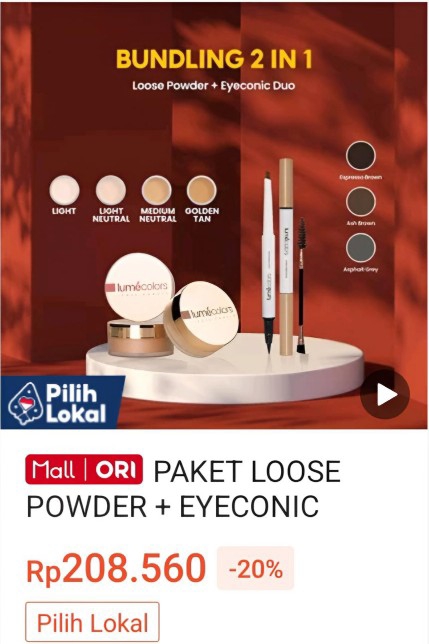 BUNDLING 2 IN 1
Loose Powder + Eyeconic Duo
LIGHT
LIGHT
NEUTRAL
MEDIUM
NEUTRAL
GOLDEN
TAN
Espresso Brown
Ash Brown
Asphalt Grey
lumécolors
lumécolors
lumécolors
Pilih
Lokal
Mall | ORI PAKET LOOSE
POWDER + EYECONIC
Rp208.560 -20%
Pilih Lokal